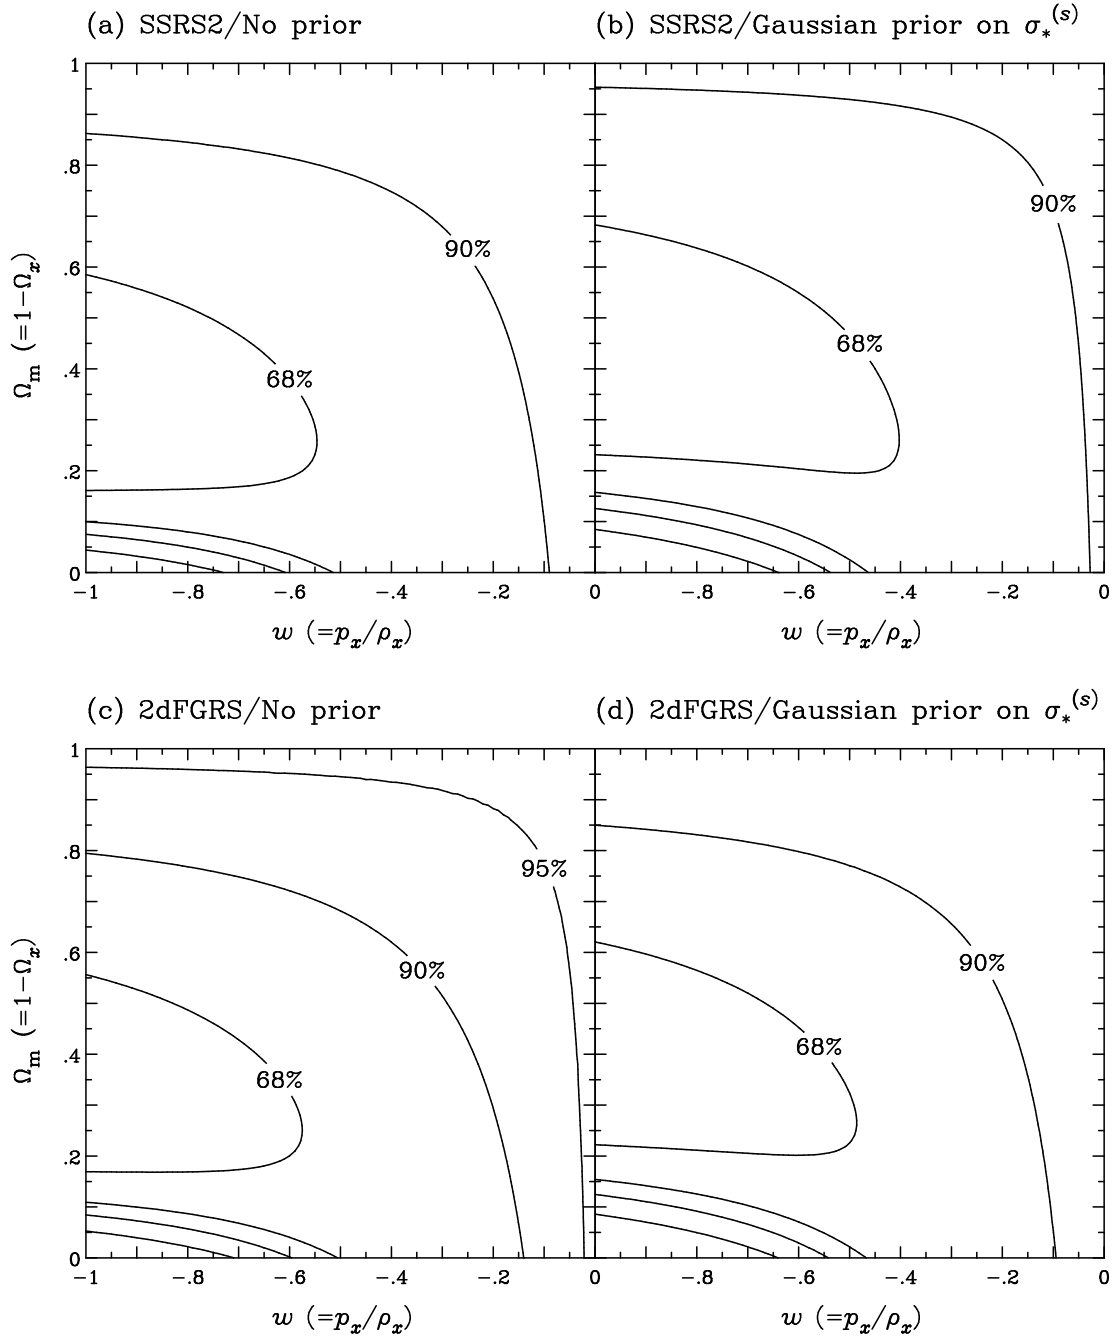 (a) SSRS2/No prior
(b) SSRS2/Gaussian prior on σ*(s)
1
.8
.6
.4
.2
0
Ωm (=1−Ωx)
90%
68%
90%
68%
-1 -.8 -.6 -.4 -.2 0 -.8 -.6 -.4 -.2 0
w (=px/ρx)
w (=px/ρx)
(c) 2dFGRS/No prior
(d) 2dFGRS/Gaussian prior on σ*(s)
1
.8
.6
.4
.2
0
Ωm (=1−Ωx)
95%
90%
68%
90%
68%
-1 -.8 -.6 -.4 -.2 0 -.8 -.6 -.4 -.2 0
w (=px/ρx)
w (=px/ρx)